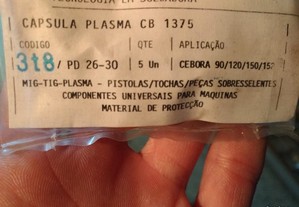 CAPSULA PLASMA CB 1375
CODIGO QTE APLICAÇÃO
3t8/ PD 26-30 5 Un CEBORA 90/120/150/15
MIG-TIG-PLASMA - PISTOLAS/TOCHAS/PEÇAS SOBRESSELENTES
COMPONENTES UNIVERSAIS PARA MAQUINAS
MATERIAL DE PROTECÇÃO